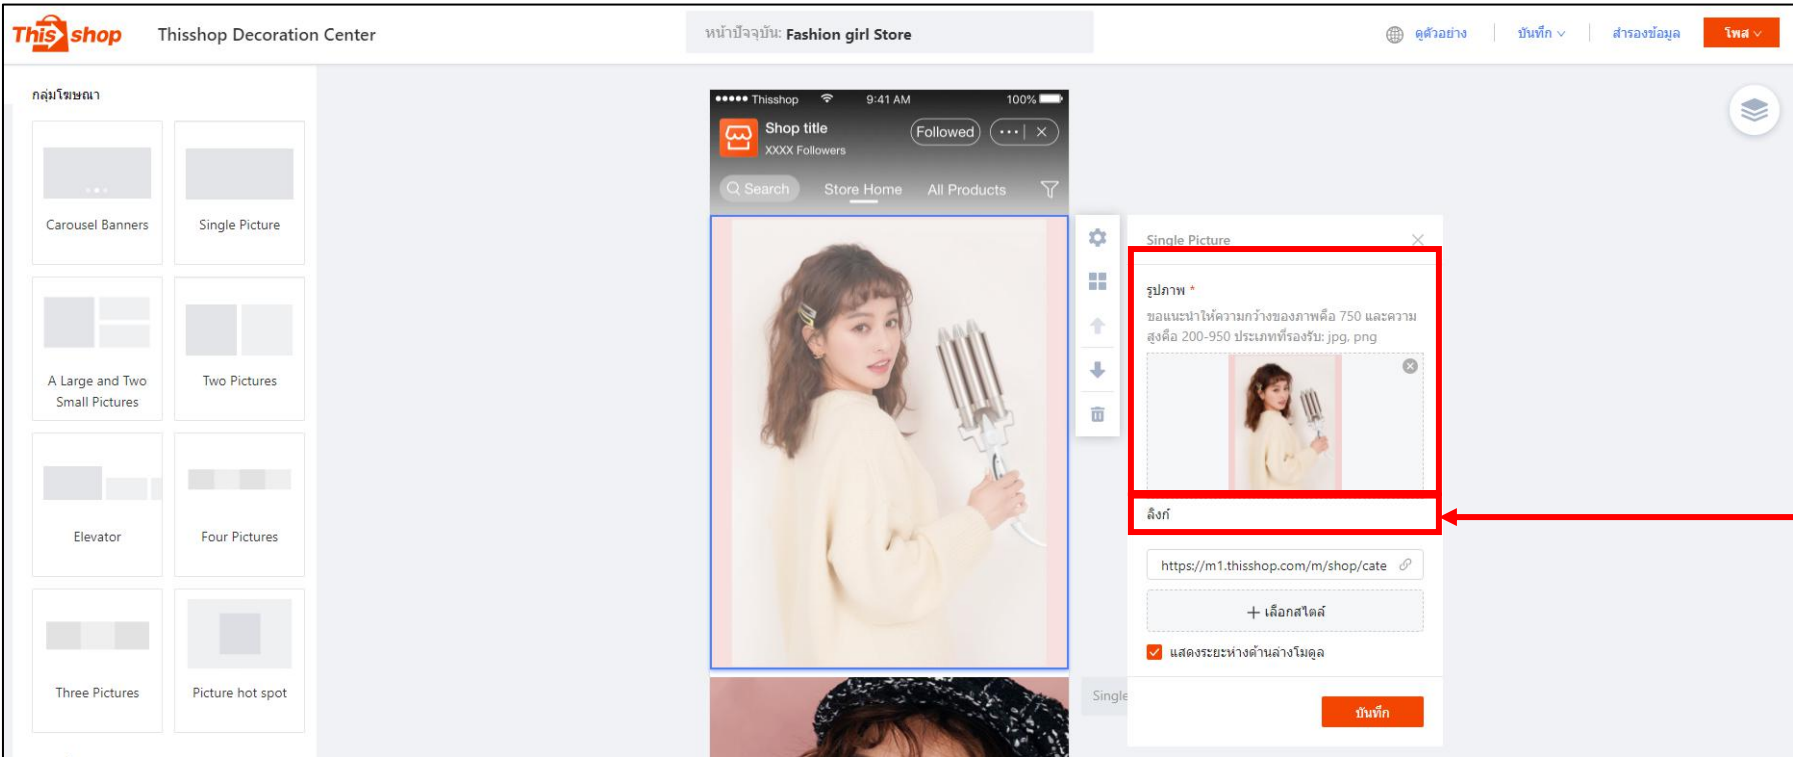 This shop
Thisshop Decoration Center
หน้าปัจจุบัน: Fashion girl Store
ดูตัวอย่าง
บันทึก
สำรองข้อมูล
โพส
กลุ่มโฆษณา
Carousel Banners
Single Picture
A Large and Two
Small Pictures
Two Pictures
Elevator
Four Pictures
Three Pictures
Picture hot spot
Thisshop
9:41 AM
100%
Shop title
XXXX Followers
Followed
Search
Store Home
All Products
Single Picture
รูปภาพ *
ขอแนะนำให้ความกว้างของภาพคือ 750 และความ
สูงคือ 200-950 ประเภทที่รองรับ: jpg, png
ลิงก์
https://m1.thisshop.com/m/shop/cate
+ เลือกสไตล์
แสดงระยะห่างด้านล่างโมดูล
บันทึก
Single